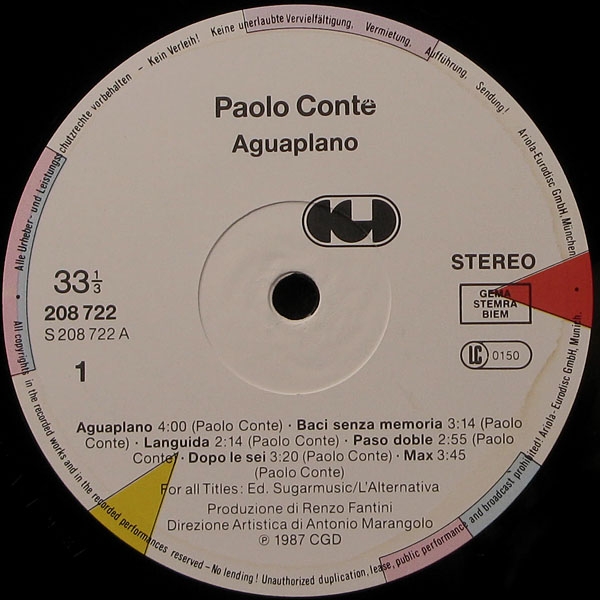 Alle Urheber- und Leistungsschutzrechte vorbehalten - Kein Verleih! Keine unerlaubte Vervielfältigung, Vermietung, Aufführung, Sendung! Ariola-Eurodisc GmbH, München
Paolo Conte
Aguaplano
33 1/3
208 722
S 208 722 A
1
STEREO
GEMA
STEMRA
BIEM
LC 0150
Aguaplano 4:00 (Paolo Conte) · Baci senza memoria 3:14 (Paolo
Conte) · Languida 2:14 (Paolo Conte) · Paso doble 2:55 (Paolo
Conte) · Dopo le sei 3:20 (Paolo Conte) · Max 3:45
(Paolo Conte)
For all Titles: Ed. Sugarmusic/L'Alternativa
Produzione di Renzo Fantini
Direzione Artistica di Antonio Marangolo
℗ 1987 CGD
All copyrights in the recorded works and in the recorded performances reserved – No lending! Unauthorized duplication, lease, public performance and broadcast prohibited! Ariola-Eurodisc GmbH, Munich.